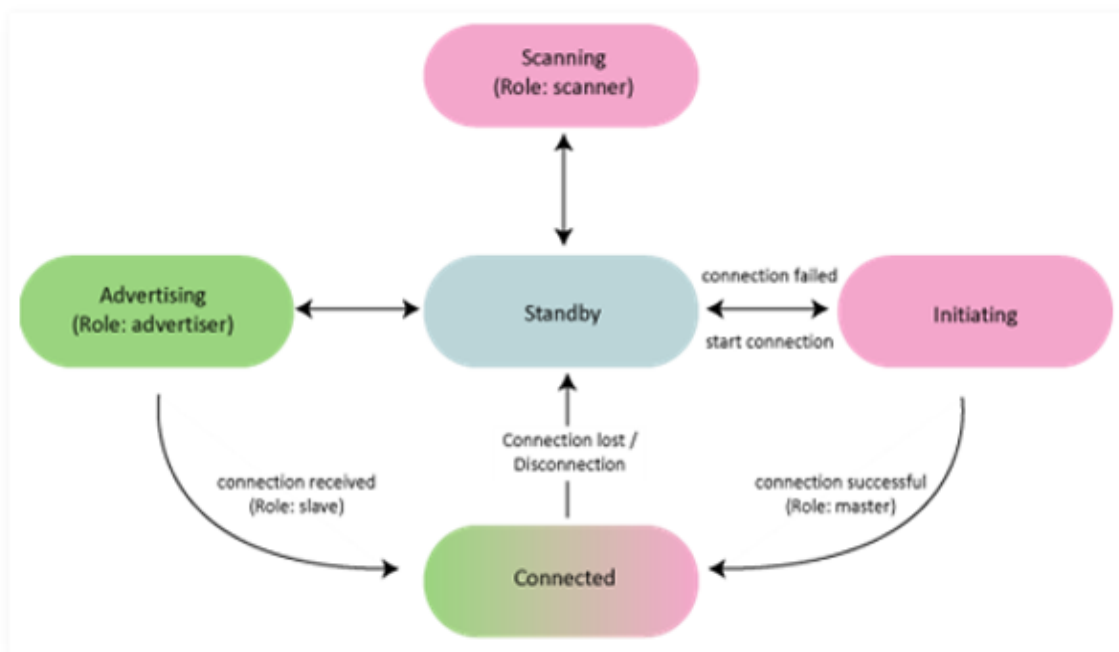 Scanning
(Role: scanner)
Advertising
(Role: advertiser)
Standby
connection failed
start connection
Initiating
Connection lost /
Disconnection
connection received
(Role: slave)
connection successful
(Role: master)
Connected